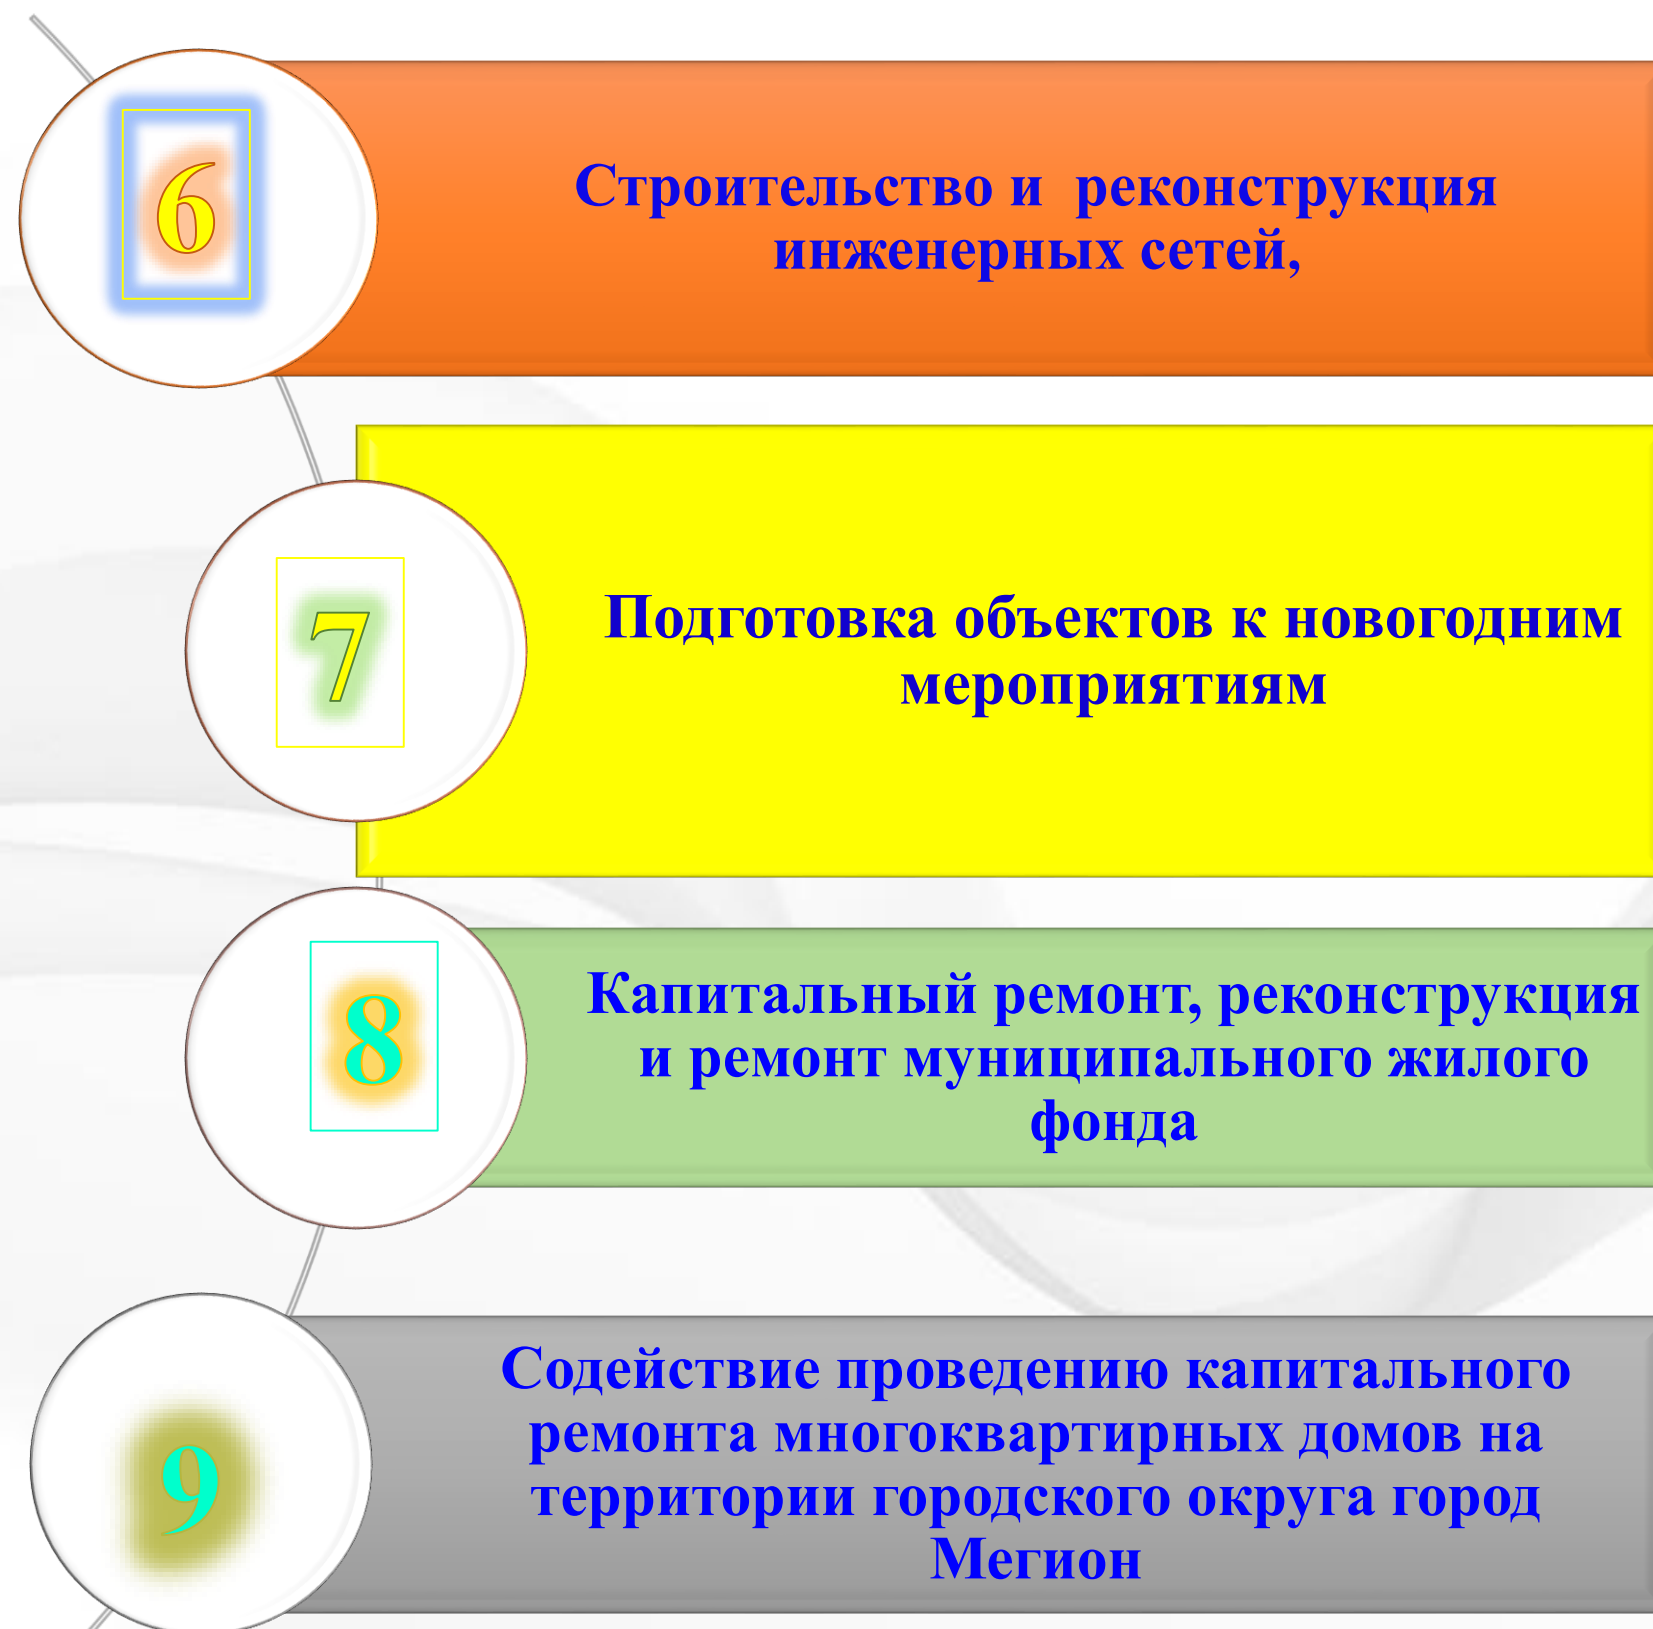 6
Строительство и реконструкция
инженерных сетей,
7
Подготовка объектов к новогодним
мероприятиям
8
Капитальный ремонт, реконструкция
и ремонт муниципального жилого
фонда
9
Содействие проведению капитального
ремонта многоквартирных домов на
территории городского округа город
Мегион